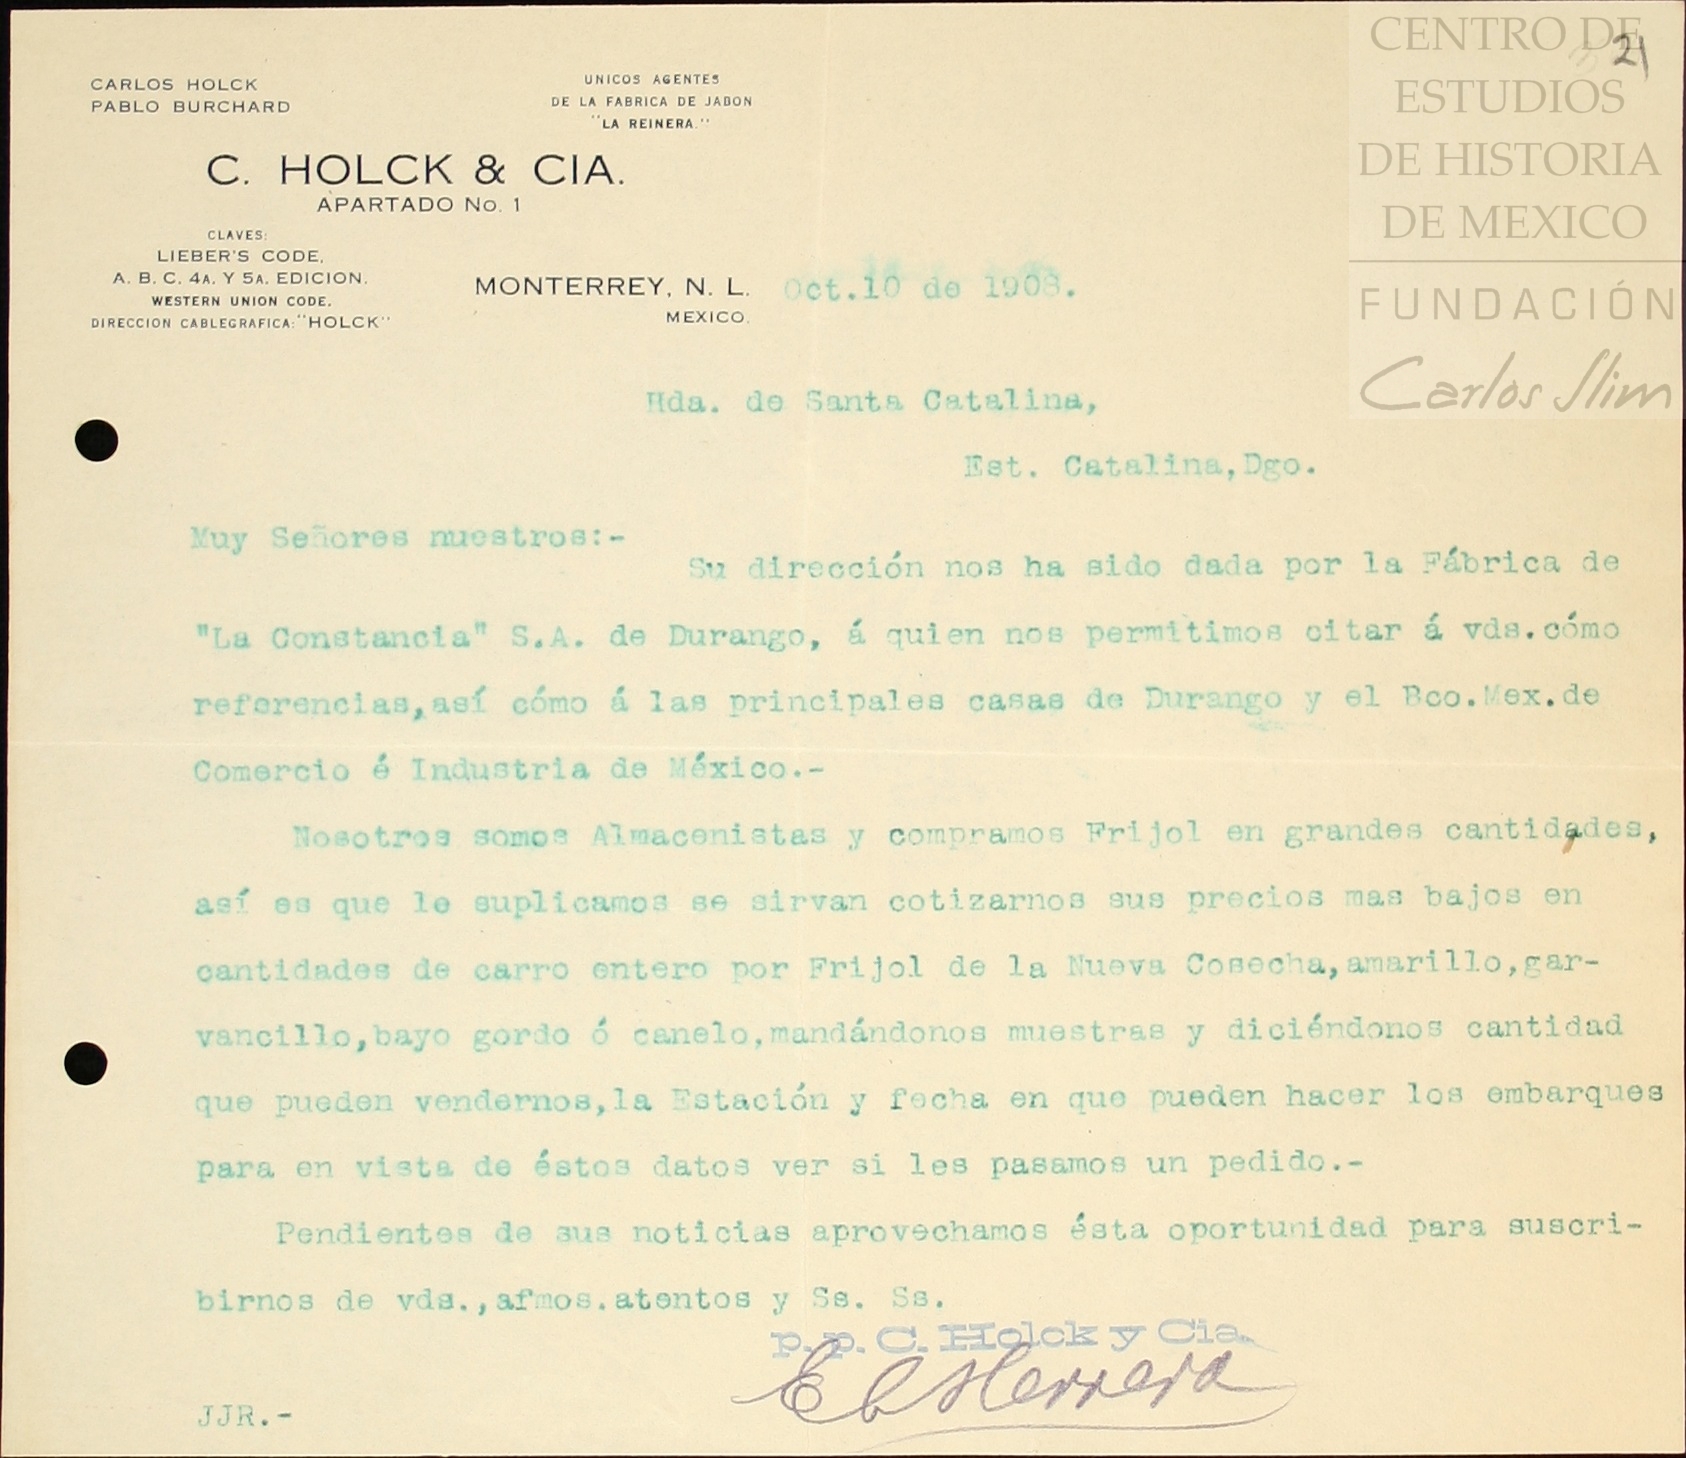 CARLOS HOLCK
PABLO BURCHARD
UNICOS AGENTES
DE LA FABRICA DE JABON
"LA REINERA."
C. HOLCK & CIA.
APARTADO No. 1
CLAVES:
LIEBER'S CODE,
A. B. C. 4A. Y 5A. EDICION.
WESTERN UNION CODE.
DIRECCION CABLEGRAFICA: "HOLCK"
MONTERREY, N. L. Oct.10 de 1908.
MEXICO.
21
CENTRO DE
ESTUDIOS
DE HISTORIA
DE MEXICO
FUNDACIÓN
Carlos Slim
Hda. de Santa Catalina,
Est. Catalina,Dgo.
Muy Señores nuestros:-
Su dirección nos ha sido dada por la Fábrica de
"La Constancia" S.A. de Durango, á quien nos permitimos citar á vds.cómo
referencias,así cómo á las principales casas de Durango y el Bco.Mex.de
Comercio é Industria de México.-
Nosotros somos Almacenistas y compramos Frijol en grandes cantidades,
así es que le suplicamos se sirvan cotizarnos sus precios mas bajos en
cantidades de carro entero por Frijol de la Nueva Cosecha,amarillo,gar-
vancillo,bayo gordo ó canelo,mandándonos muestras y diciéndonos cantidad
que pueden vendernos,la Estación y fecha en que pueden hacer los embarques
para en vista de éstos datos ver si les pasamos un pedido.-
Pendientes de sus noticias aprovechamos ésta oportunidad para suscri-
birnos de vds.,afmos.atentos y Ss. Ss.
p. p. C. Holck y Cia.
Herrera
JJR.-